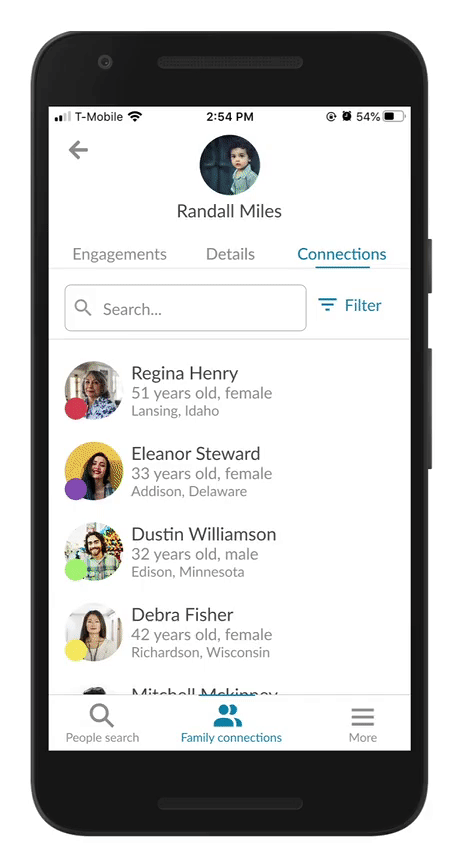 T-Mobile 2:54 PM 54%
Randall Miles
Engagements Details Connections
Search... Filter
Regina Henry
51 years old, female
Lansing, Idaho
Eleanor Steward
33 years old, female
Addison, Delaware
Dustin Williamson
32 years old, male
Edison, Minnesota
Debra Fisher
42 years old, female
Richardson, Wisconsin
Mitchell Mckinney
People search Family connections More